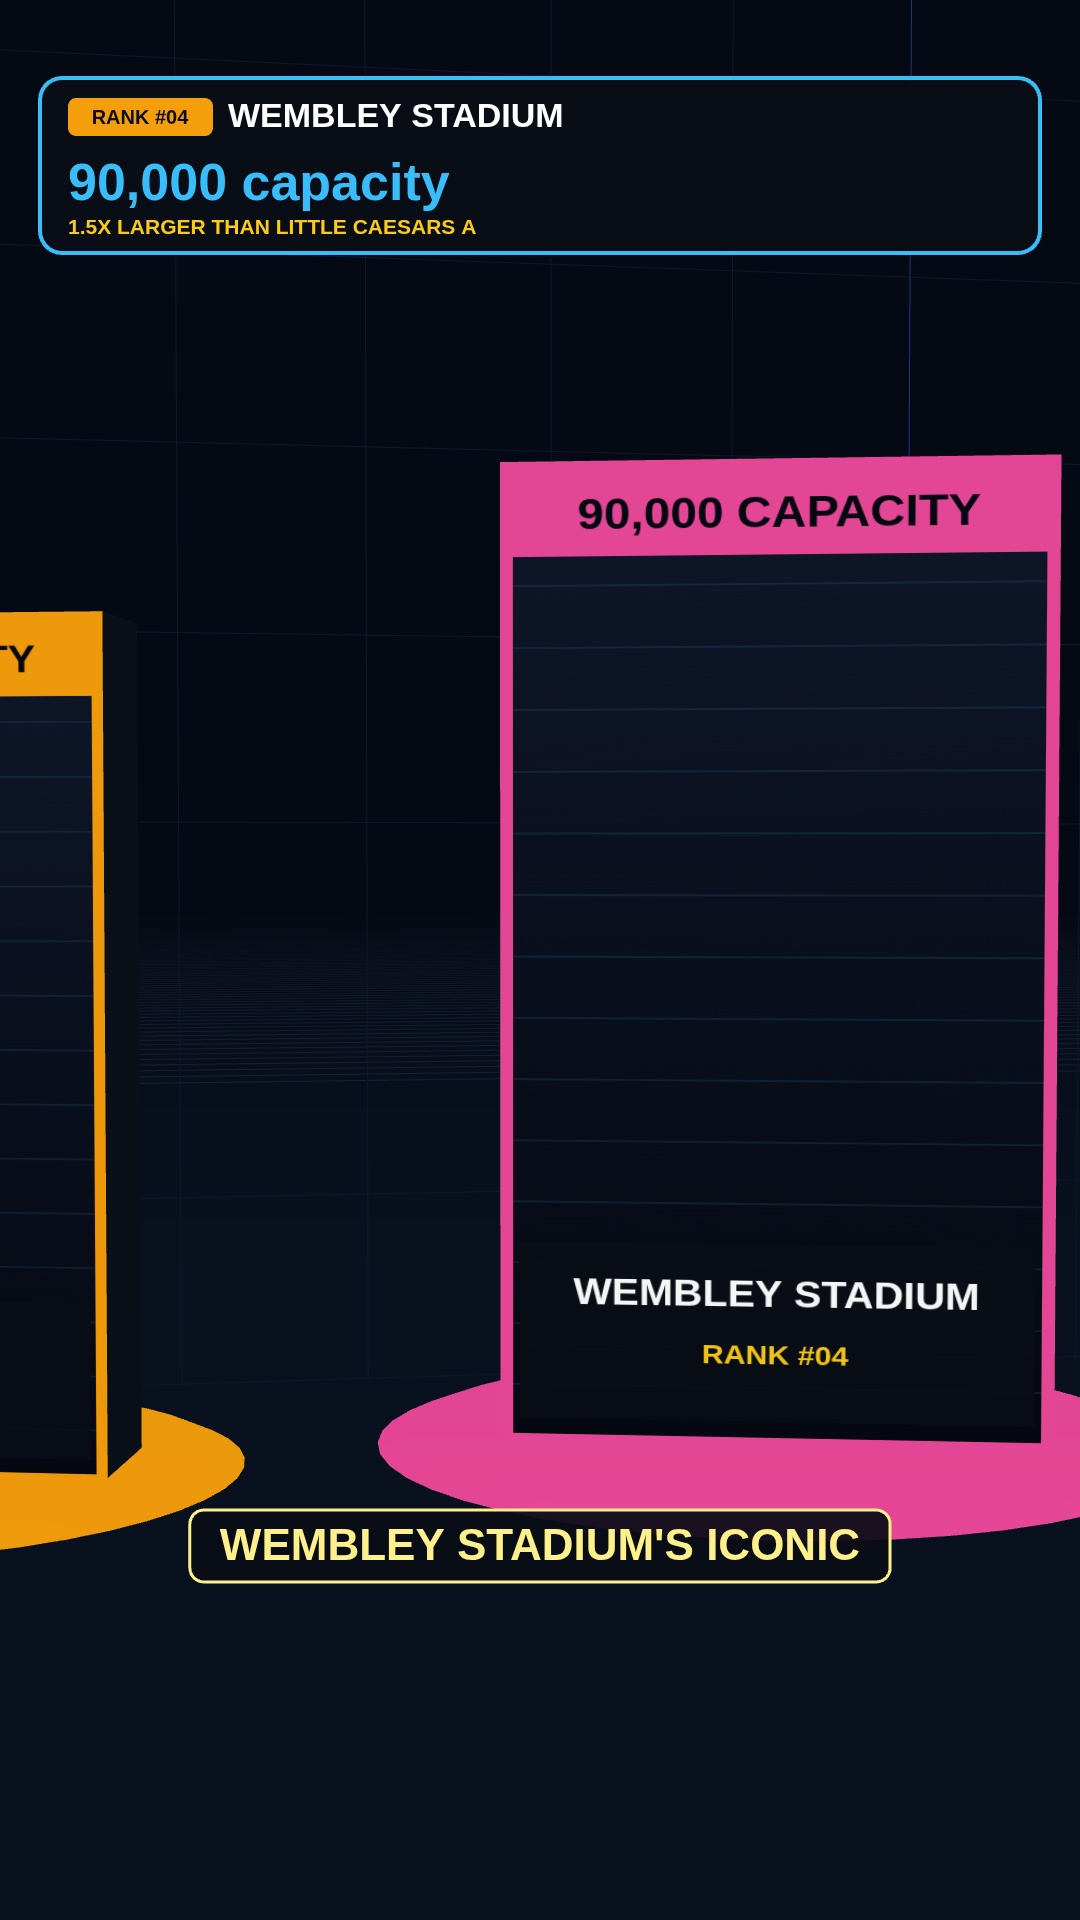 RANK #04 WEMBLEY STADIUM
90,000 capacity
1.5X LARGER THAN LITTLE CAESARS A
90,000 CAPACITY
TY
WEMBLEY STADIUM
RANK #04
WEMBLEY STADIUM'S ICONIC